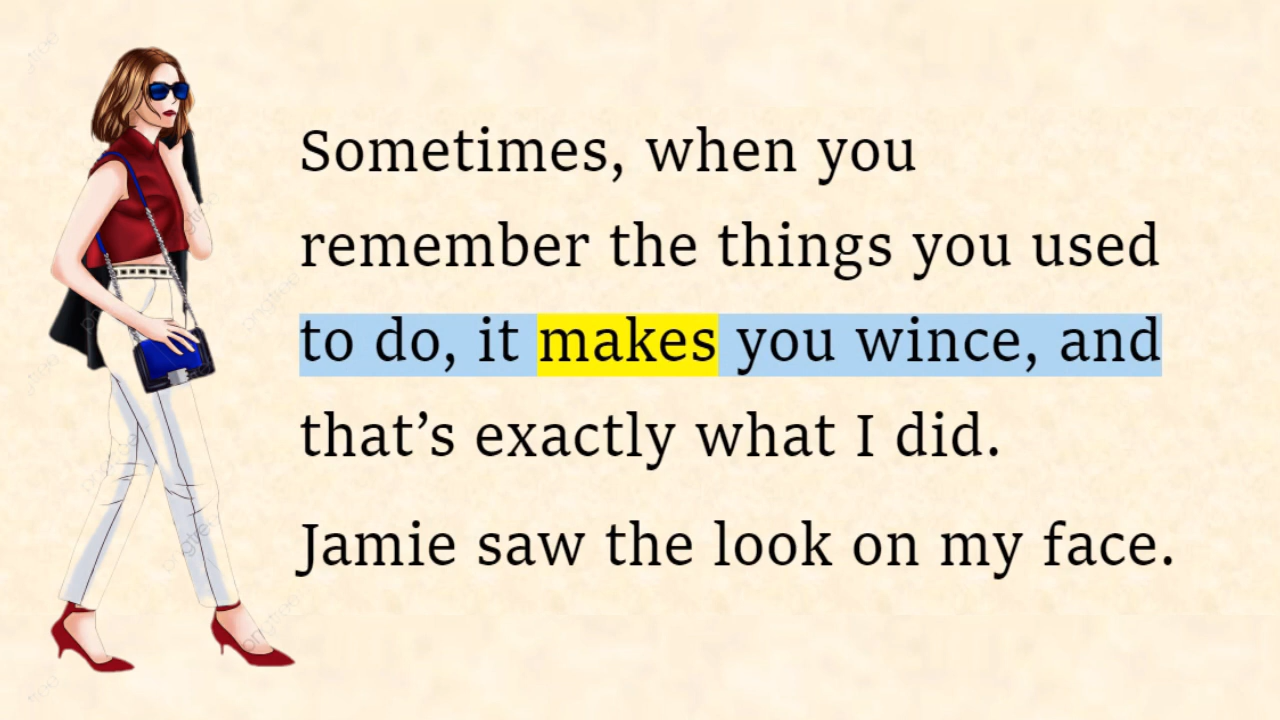 Sometimes, when you
remember the things you used
to do, it makes you wince, and
that’s exactly what I did.
Jamie saw the look on my face.